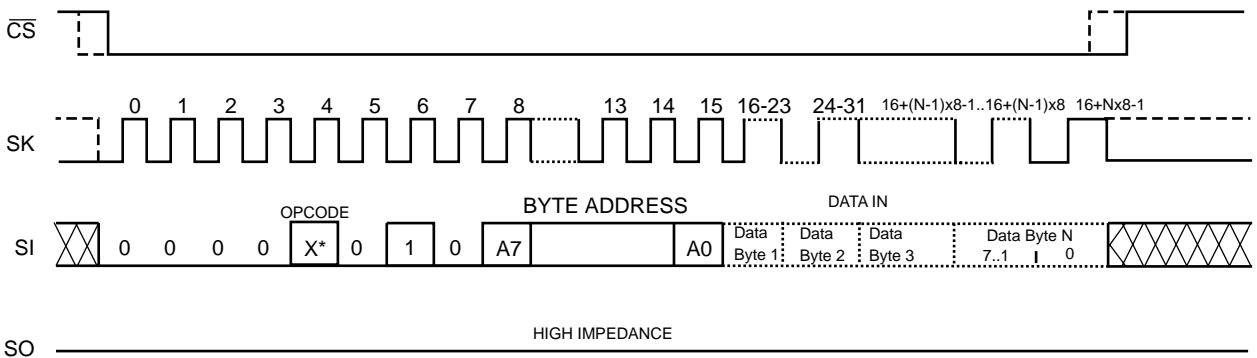 CS
0 1 2 3 4 5 6 7 8 13 14 15 16-23 24-31 16+(N-1)x8-1..16+(N-1)x8 16+Nx8-1
SK
OPCODE BYTE ADDRESS DATA IN
SI 0 0 0 0 X* 0 1 0 A7 A0
Data Data Data Data Byte N
Byte 1 Byte 2 Byte 3 7..1 0
HIGH IMPEDANCE
SO